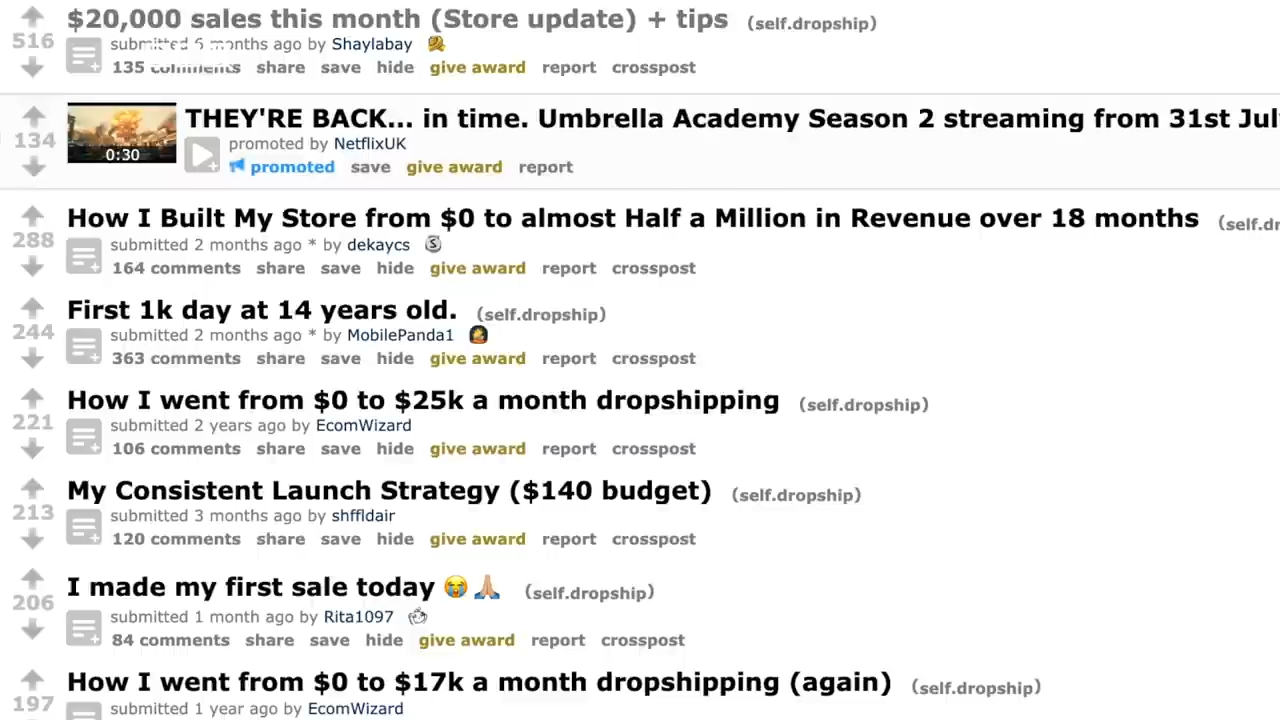 $20,000 sales this month (Store update) + tips (self.dropship)
516
submitted 6 months ago by Shaylabay
135 comments share save hide give award report crosspost
THEY'RE BACK... in time. Umbrella Academy Season 2 streaming from 31st July
134
0:30
promoted by NetflixUK
promoted save give award report
How I Built My Store from $0 to almost Half a Million in Revenue over 18 months (self.dr
288
submitted 2 months ago * by dekaycs
164 comments share save hide give award report crosspost
First 1k day at 14 years old. (self.dropship)
244
submitted 2 months ago * by MobilePanda1
363 comments share save hide give award report crosspost
How I went from $0 to $25k a month dropshipping (self.dropship)
221
submitted 2 years ago by EcomWizard
106 comments share save hide give award report crosspost
My Consistent Launch Strategy ($140 budget) (self.dropship)
213
submitted 3 months ago by shffldair
120 comments share save hide give award report crosspost
I made my first sale today 😭🙏🏼 (self.dropship)
206
submitted 1 month ago by Rita1097
84 comments share save hide give award report crosspost
How I went from $0 to $17k a month dropshipping (again) (self.dropship)
197
submitted 1 year ago by EcomWizard